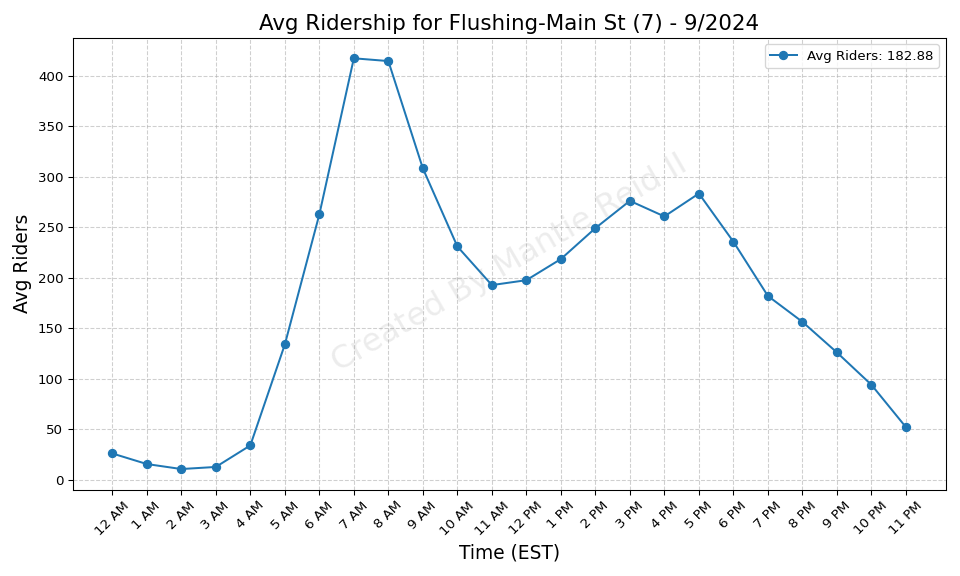 Avg Ridership for Flushing-Main St (7) - 9/2024
Avg Riders: 182.88
Avg Riders
400
350
300
250
200
150
100
50
0
Created By Mantle Reid II
12 AM
1 AM
2 AM
3 AM
4 AM
5 AM
6 AM
7 AM
8 AM
9 AM
10 AM
11 AM
12 PM
1 PM
2 PM
3 PM
4 PM
5 PM
6 PM
7 PM
8 PM
9 PM
10 PM
11 PM
Time (EST)